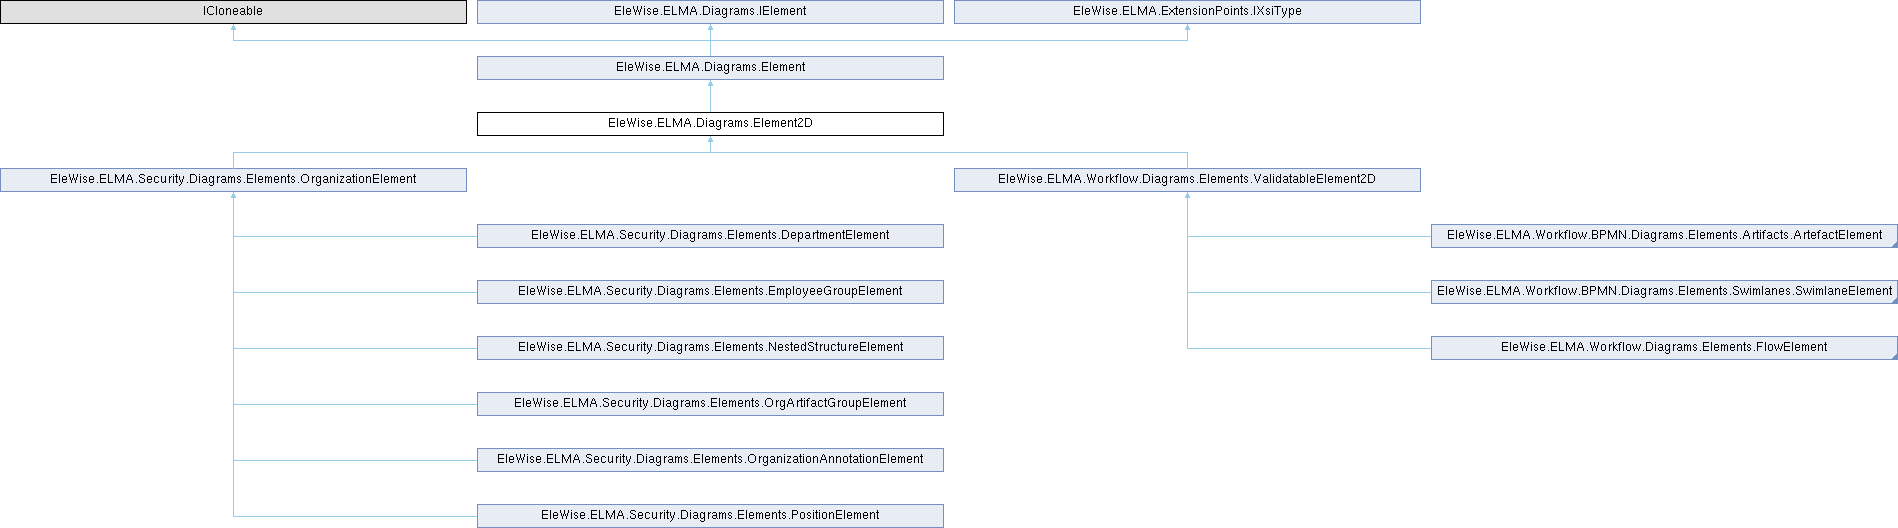 ICloneable
EleWise.ELMA.Diagrams.IElement
EleWise.ELMA.ExtensionPoints.IXsiType
EleWise.ELMA.Diagrams.Element
EleWise.ELMA.Diagrams.Element2D
EleWise.ELMA.Security.Diagrams.Elements.OrganizationElement
EleWise.ELMA.Workflow.Diagrams.Elements.ValidatableElement2D
EleWise.ELMA.Security.Diagrams.Elements.DepartmentElement
EleWise.ELMA.Workflow.BPMN.Diagrams.Elements.Artifacts.ArtefactElement
EleWise.ELMA.Security.Diagrams.Elements.EmployeeGroupElement
EleWise.ELMA.Workflow.BPMN.Diagrams.Elements.Swimlanes.SwimlaneElement
EleWise.ELMA.Security.Diagrams.Elements.NestedStructureElement
EleWise.ELMA.Workflow.Diagrams.Elements.FlowElement
EleWise.ELMA.Security.Diagrams.Elements.OrgArtifactGroupElement
EleWise.ELMA.Security.Diagrams.Elements.OrganizationAnnotationElement
EleWise.ELMA.Security.Diagrams.Elements.PositionElement